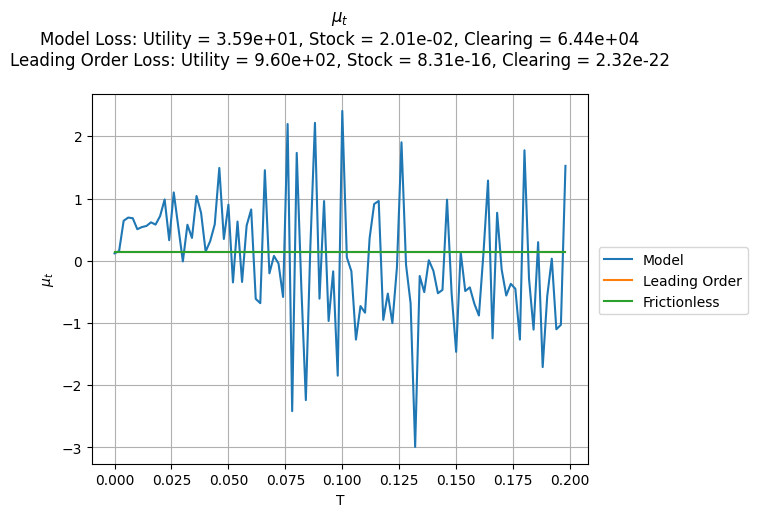 μt
Model Loss: Utility = 3.59e+01, Stock = 2.01e-02, Clearing = 6.44e+04
Leading Order Loss: Utility = 9.60e+02, Stock = 8.31e-16, Clearing = 2.32e-22
2
1
0
−1
−2
−3
μt
0.000 0.025 0.050 0.075 0.100 0.125 0.150 0.175 0.200
T
Model
Leading Order
Frictionless